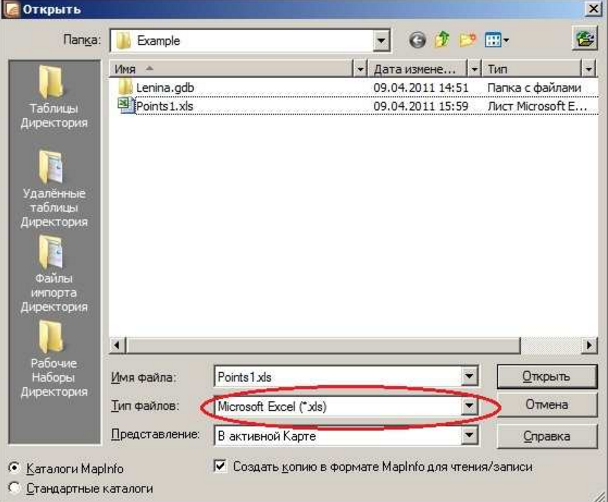 Открыть
Папка:
Example
Имя
Дата измене...
Тип
Lenina.gdb
09.04.2011 14:51
Папка с файлами
Points1.xls
09.04.2011 15:59
Лист Microsoft E...
Таблицы
Директория
Удалённые
таблицы
Директория
Файлы
импорта
Директория
Рабочие
Наборы
Директория
Имя файла:
Points1.xls
Открыть
Тип файлов:
Microsoft Excel (*.xls)
Отмена
Представление:
В активной Карте
Справка
Каталоги MapInfo
Создать копию в формате MapInfo для чтения/записи
Стандартные каталоги